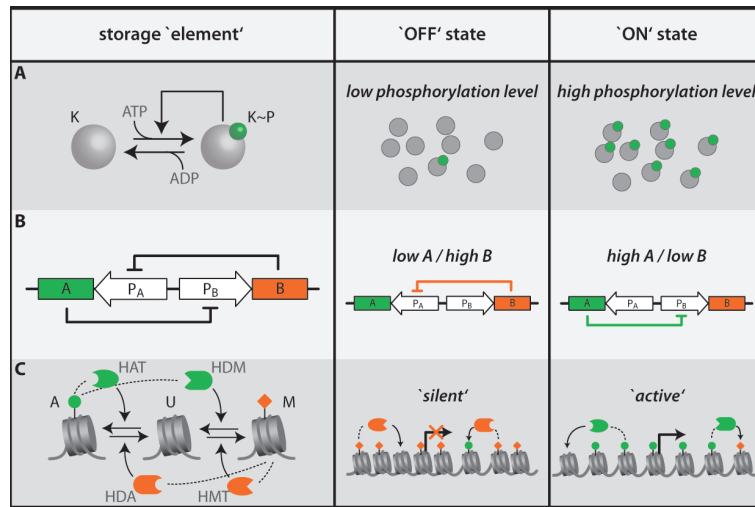 storage `element‘
`OFF‘ state
`ON‘ state
A
K
ATP
K~P
ADP
low phosphorylation level
high phosphorylation level
B
A
PA
PB
B
low A / high B
A
PA
PB
B
high A / low B
A
PA
PB
B
C
HAT
HDM
A
U
M
HDA
HMT
`silent‘
`active‘